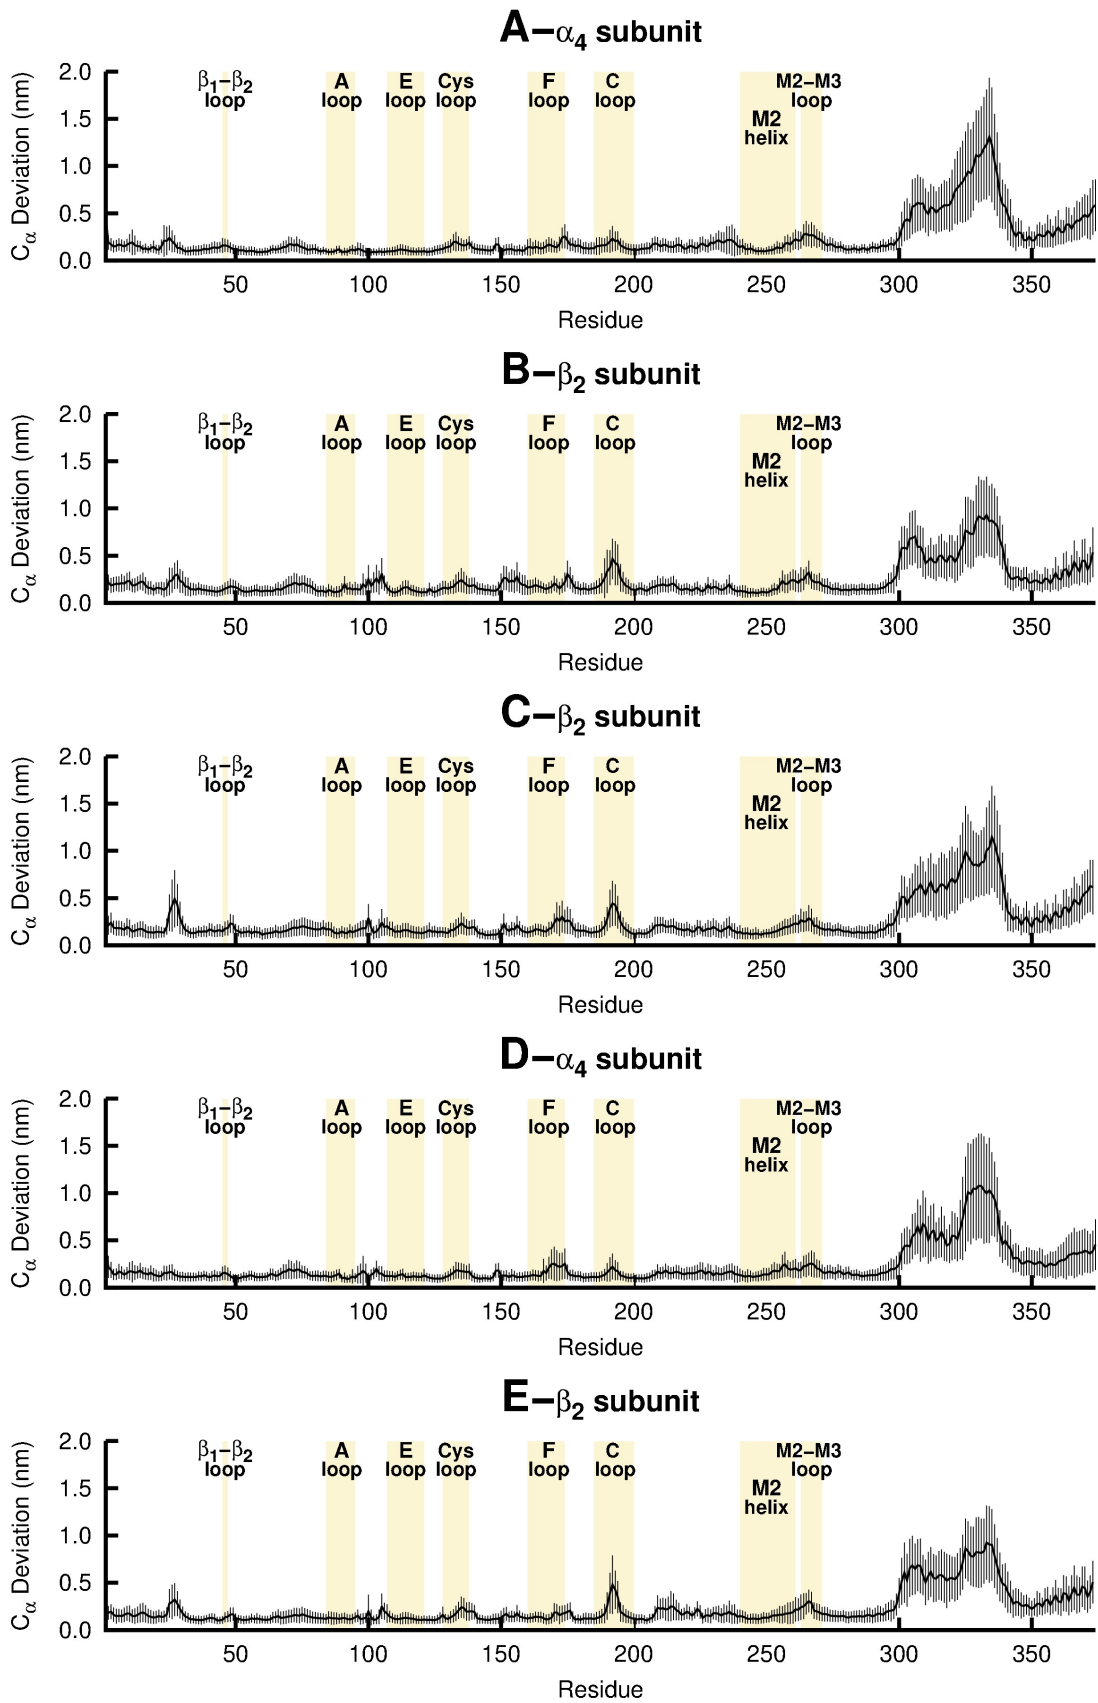 A–α4 subunit
Cα Deviation (nm)
2.0
1.5
1.0
0.5
0.0
β1–β2 loop
A loop
E loop
Cys loop
F loop
C loop
M2 helix
M2–M3 loop
50 100 150 200 250 300 350
Residue
B–β2 subunit
Cα Deviation (nm)
2.0
1.5
1.0
0.5
0.0
β1–β2 loop
A loop
E loop
Cys loop
F loop
C loop
M2 helix
M2–M3 loop
50 100 150 200 250 300 350
Residue
C–β2 subunit
Cα Deviation (nm)
2.0
1.5
1.0
0.5
0.0
β1–β2 loop
A loop
E loop
Cys loop
F loop
C loop
M2 helix
M2–M3 loop
50 100 150 200 250 300 350
Residue
D–α4 subunit
Cα Deviation (nm)
2.0
1.5
1.0
0.5
0.0
β1–β2 loop
A loop
E loop
Cys loop
F loop
C loop
M2 helix
M2–M3 loop
50 100 150 200 250 300 350
Residue
E–β2 subunit
Cα Deviation (nm)
2.0
1.5
1.0
0.5
0.0
β1–β2 loop
A loop
E loop
Cys loop
F loop
C loop
M2 helix
M2–M3 loop
50 100 150 200 250 300 350
Residue